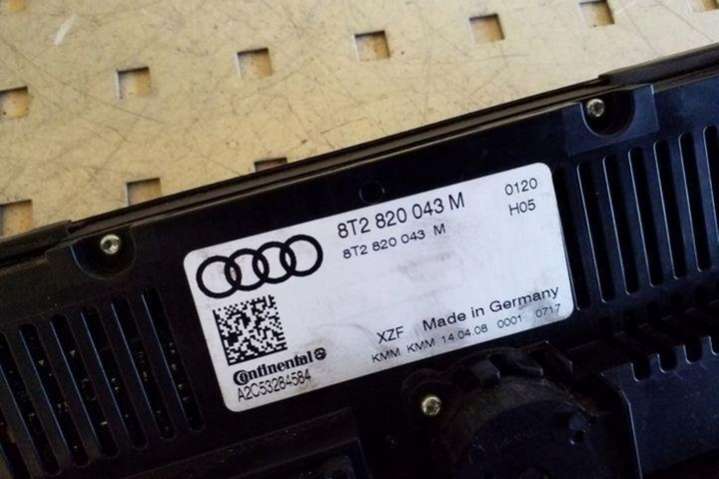 8T2 820 043 M
8T2 820 043 M
0120
H05
XZF Made in Germany
KMM KMM 14.04.08 0001 0717
Continental
A2C53284584